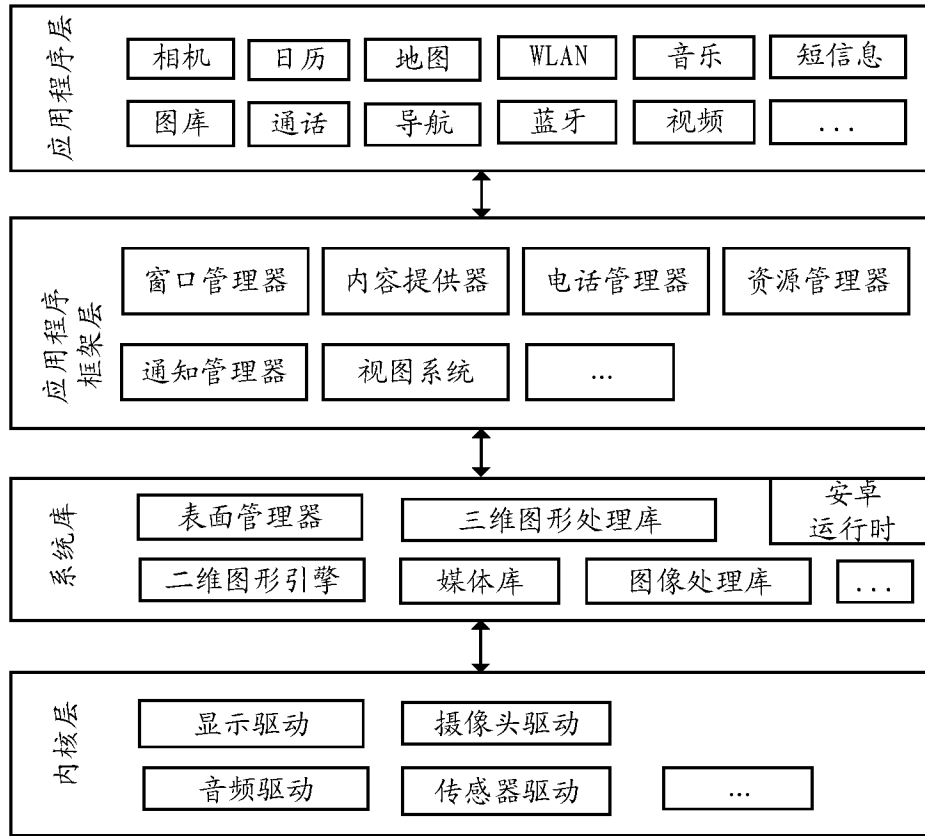 应用程序层
相机 日历 地图 WLAN 音乐 短信息
图库 通话 导航 蓝牙 视频 ...
应用程序
框架层
窗口管理器 内容提供器 电话管理器 资源管理器
通知管理器 视图系统 ...
系统库
表面管理器 三维图形处理库 安卓
运行时
二维图形引擎 媒体库 图像处理库 ...
内核层
显示驱动 摄像头驱动
音频驱动 传感器驱动 ...